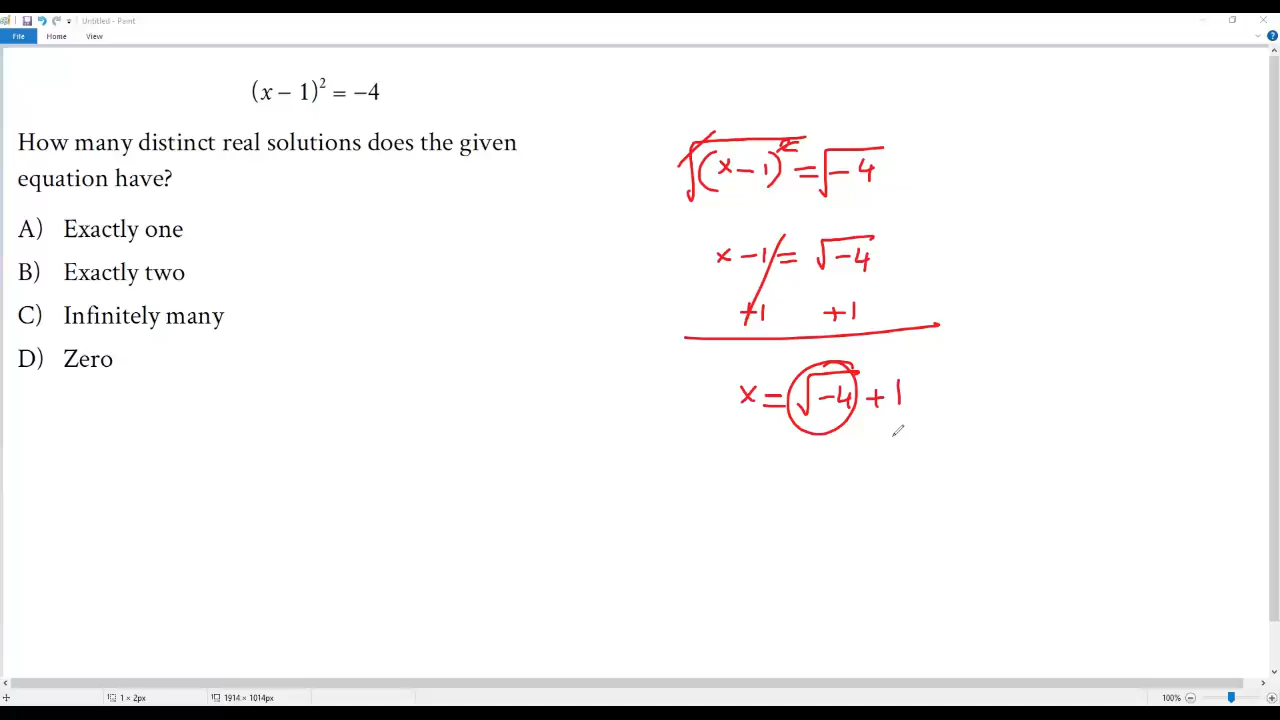 Untitled - Paint
File Home View
(x − 1)² = −4
How many distinct real solutions does the given
equation have?
A) Exactly one
B) Exactly two
C) Infinitely many
D) Zero
√(x − 1)² = √−4
x − 1 = √−4
+1 +1
x = √−4 + 1
1 × 2px 1914 × 1014px 100%